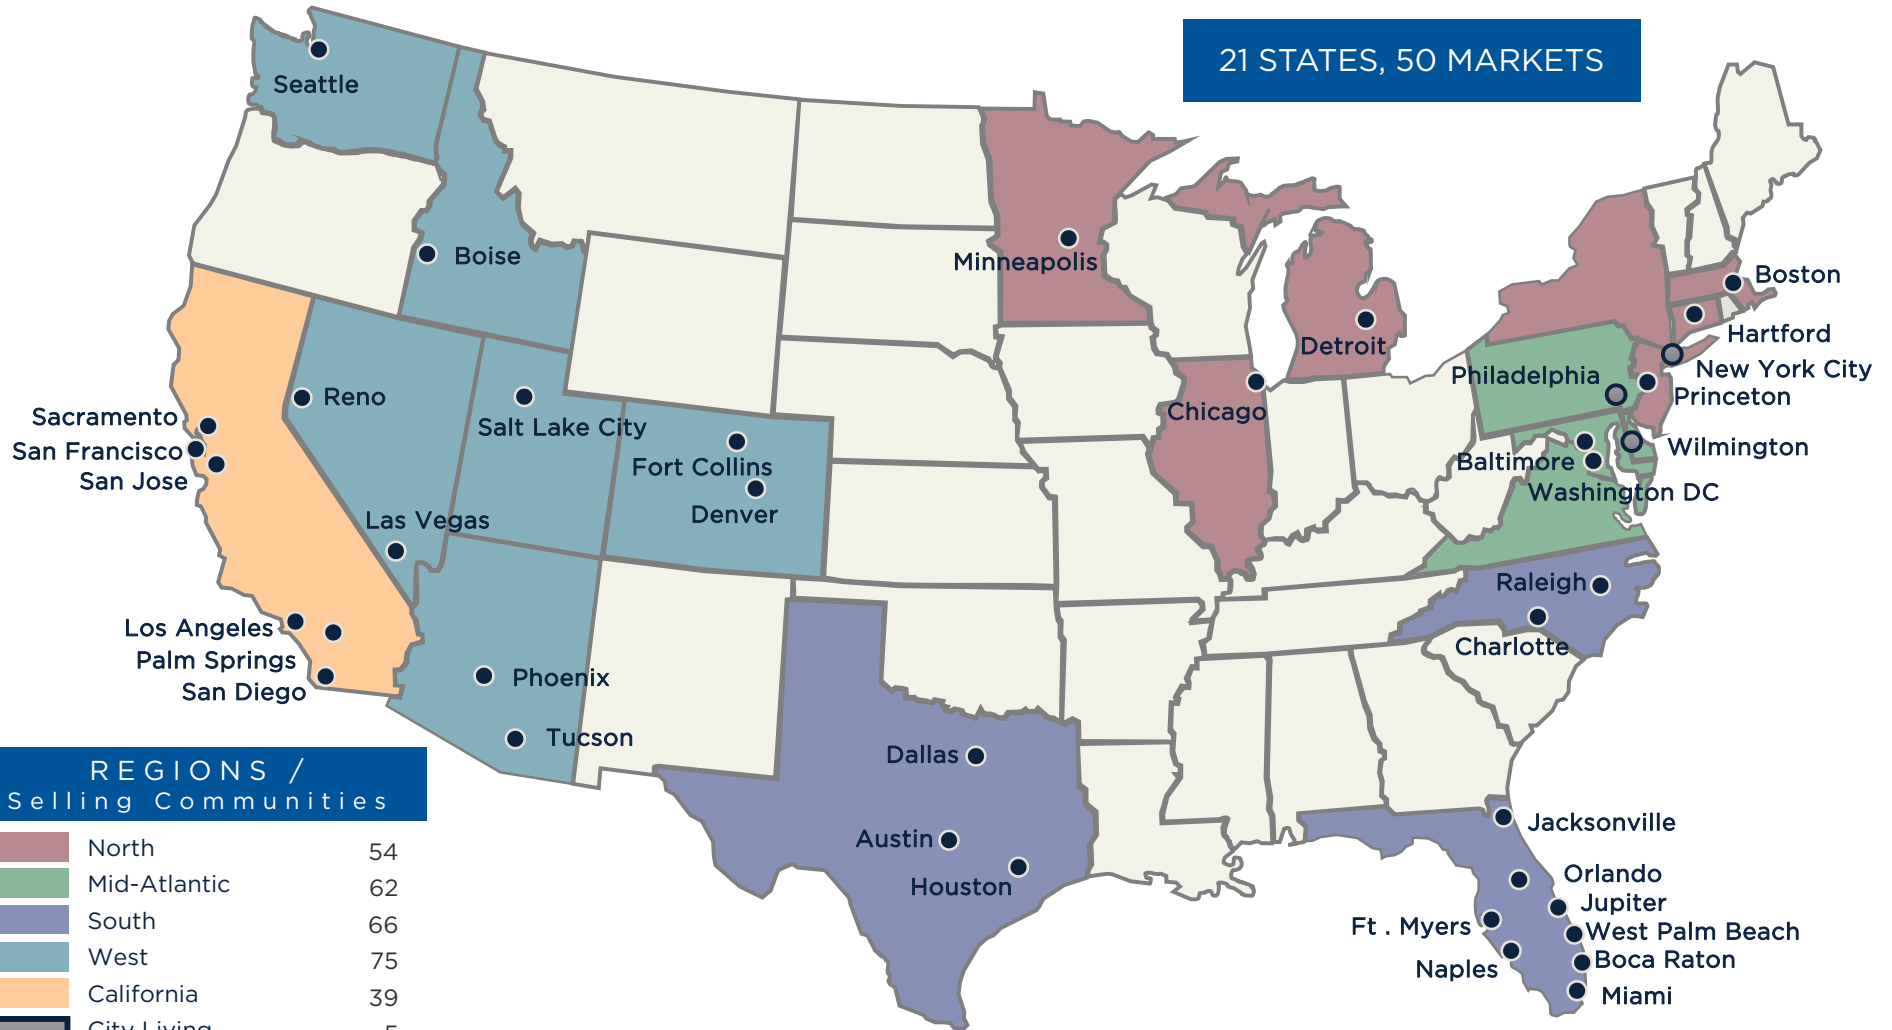 21 STATES, 50 MARKETS
Seattle
Boise
Minneapolis
Boston
Detroit
Hartford
New York City
Philadelphia
Princeton
Reno
Chicago
Sacramento
Salt Lake City
San Francisco
Fort Collins
Wilmington
Baltimore
San Jose
Washington DC
Denver
Las Vegas
Raleigh
Los Angeles
Charlotte
Palm Springs
Phoenix
San Diego
Tucson
Dallas
Jacksonville
Austin
Houston
Orlando
Jupiter
Ft . Myers
West Palm Beach
Boca Raton
Naples
Miami
REGIONS /
Selling Communities
North 54
Mid-Atlantic 62
South 66
West 75
California 39
City Living 5